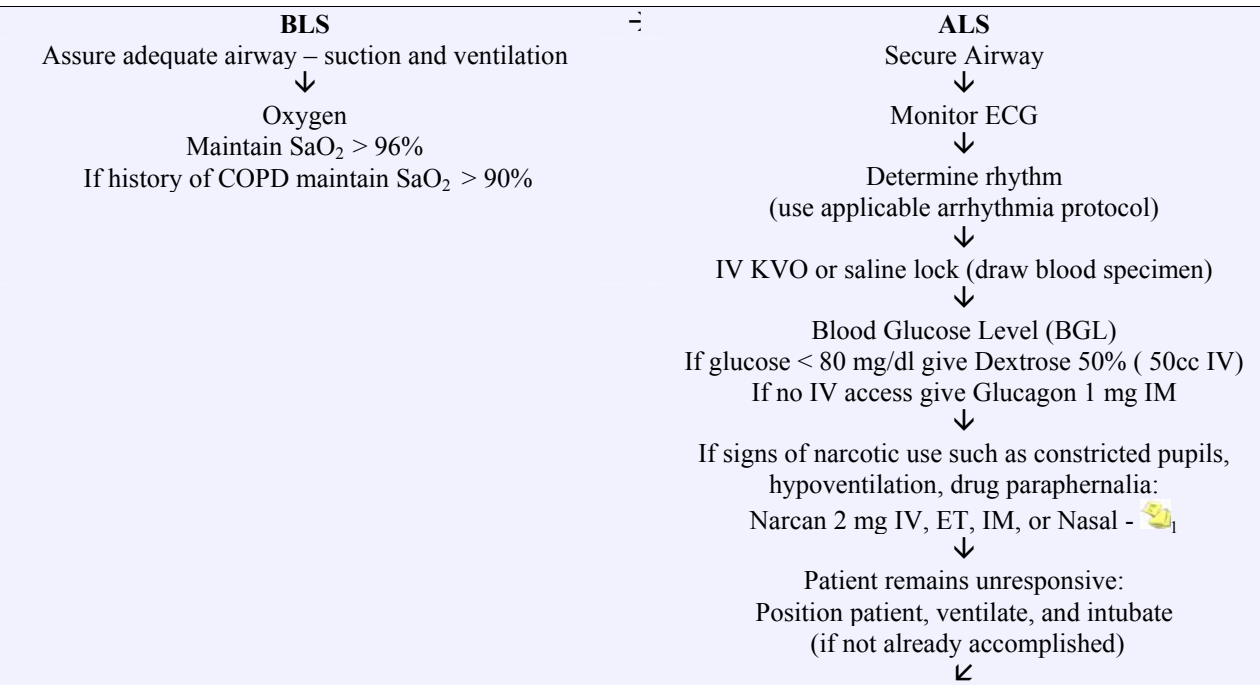 BLS
Assure adequate airway – suction and ventilation
↓
Oxygen
Maintain SaO₂ > 96%
If history of COPD maintain SaO₂ > 90%
→
ALS
Secure Airway
↓
Monitor ECG
↓
Determine rhythm
(use applicable arrhythmia protocol)
↓
IV KVO or saline lock (draw blood specimen)
↓
Blood Glucose Level (BGL)
If glucose < 80 mg/dl give Dextrose 50% ( 50cc IV)
If no IV access give Glucagon 1 mg IM
↓
If signs of narcotic use such as constricted pupils,
hypoventilation, drug paraphernalia:
Narcan 2 mg IV, ET, IM, or Nasal - 1
↓
Patient remains unresponsive:
Position patient, ventilate, and intubate
(if not already accomplished)
↙